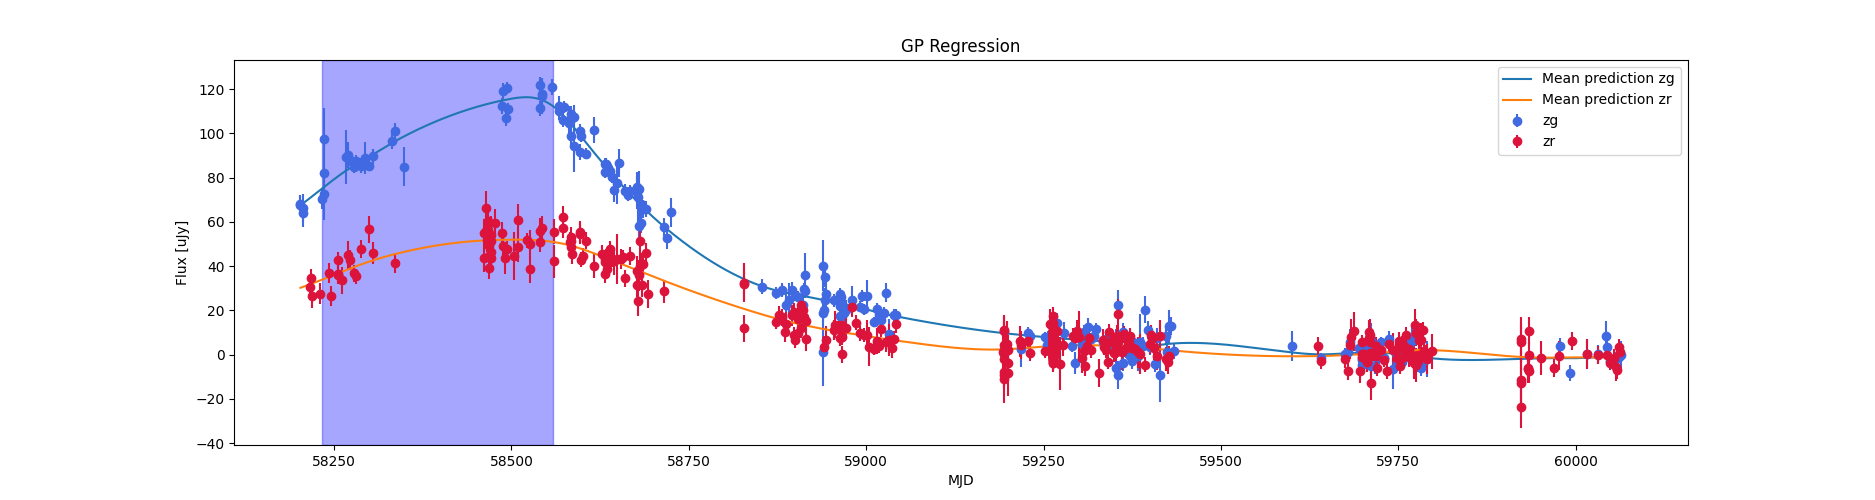 GP Regression
Flux [uJy]
120
100
80
60
40
20
0
−20
−40
Mean prediction zg
Mean prediction zr
zg
zr
58250 58500 58750 59000 59250 59500 59750 60000
MJD